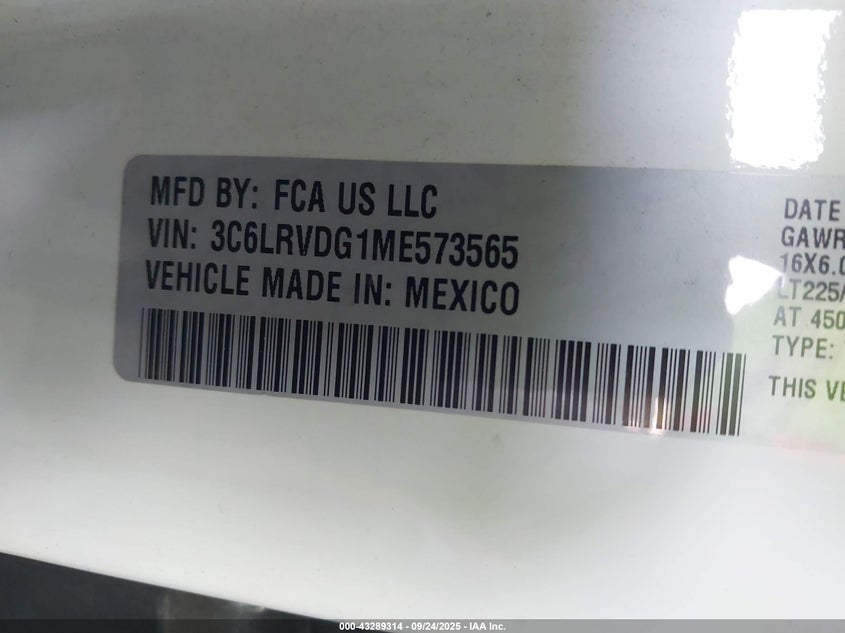 MFD BY: FCA US LLC
VIN: 3C6LRVDG1ME573565
VEHICLE MADE IN: MEXICO
DATE
GAWR
16X6.0
LT225/
AT 450
TYPE:
THIS VE
000-43289314 - 09/24/2025 - IAA Inc.